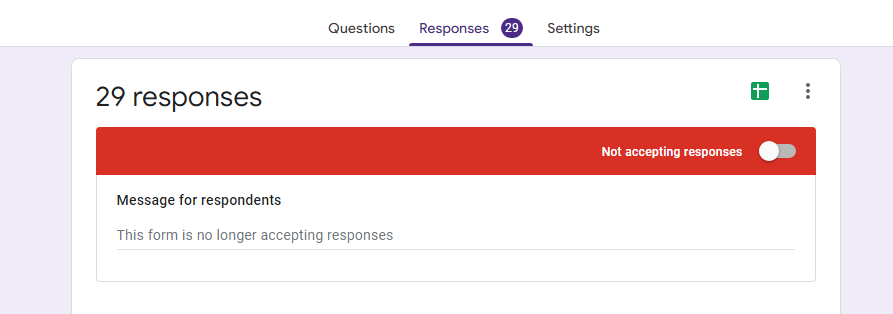 Questions Responses 29 Settings
29 responses
Not accepting responses
Message for respondents
This form is no longer accepting responses